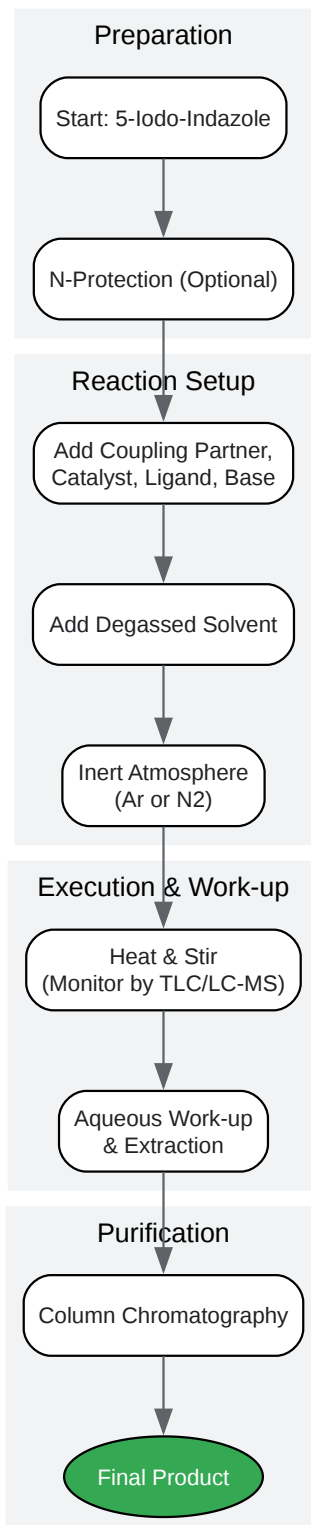 Preparation
Start: 5-Iodo-Indazole
N-Protection (Optional)
Reaction Setup
Add Coupling Partner,
Catalyst, Ligand, Base
Add Degassed Solvent
Inert Atmosphere
(Ar or N2)
Execution & Work-up
Heat & Stir
(Monitor by TLC/LC-MS)
Aqueous Work-up
& Extraction
Purification
Column Chromatography
Final Product